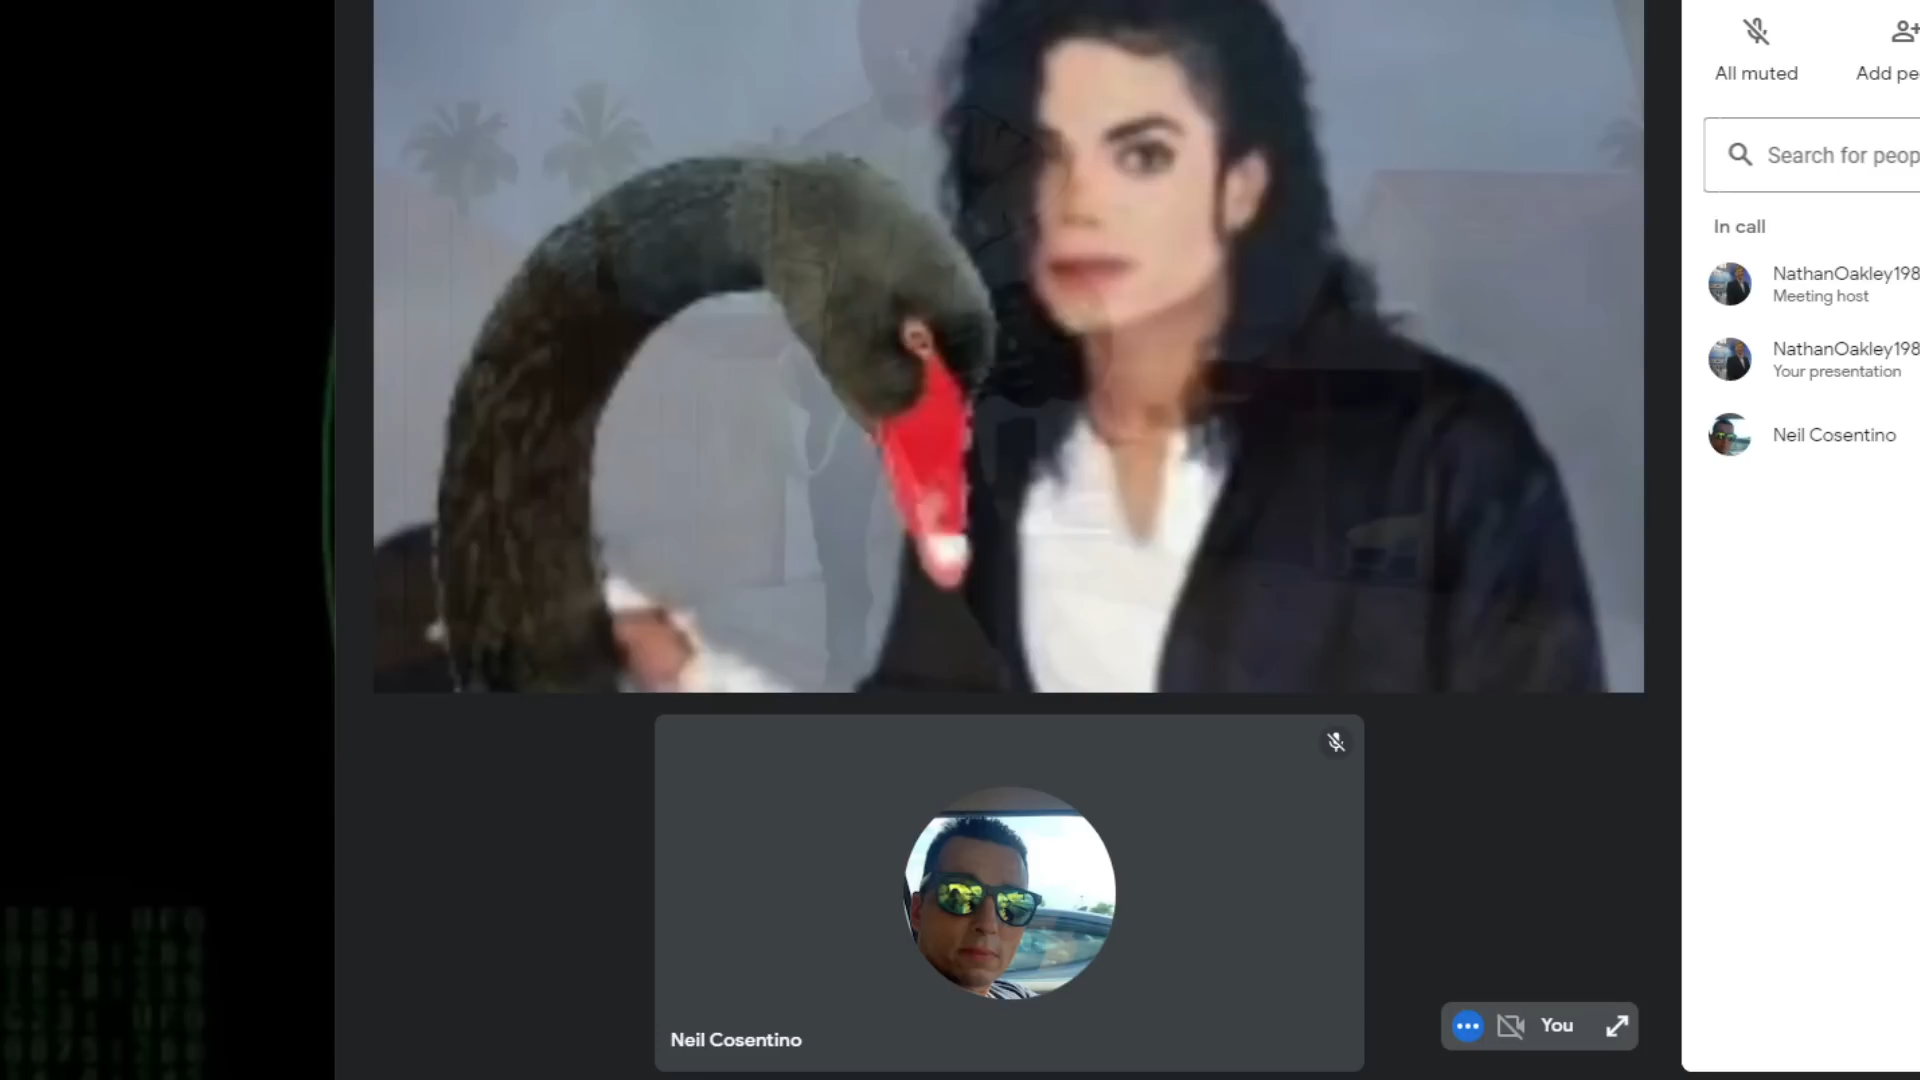 All muted
Add pe
Search for peop
In call
NathanOakley198
Meeting host
NathanOakley198
Your presentation
Neil Cosentino
Neil Cosentino
You